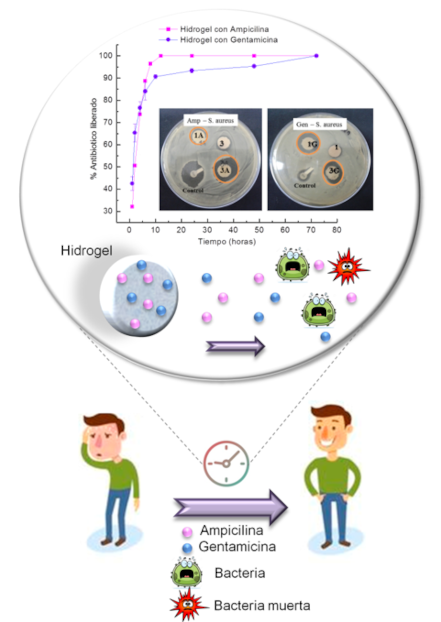 Hidrogel con Ampicilina
Hidrogel con Gentamicina
% Antibiótico liberado
100
90
80
70
60
50
40
30
Amp – S. aureus
1A
3
3A
Control
Gen – S. aureus
1G
1
3G
Control
0 10 20 30 40 50 60 70 80
Tiempo (horas)
Hidrogel
Ampicilina
Gentamicina
Bacteria
Bacteria muerta